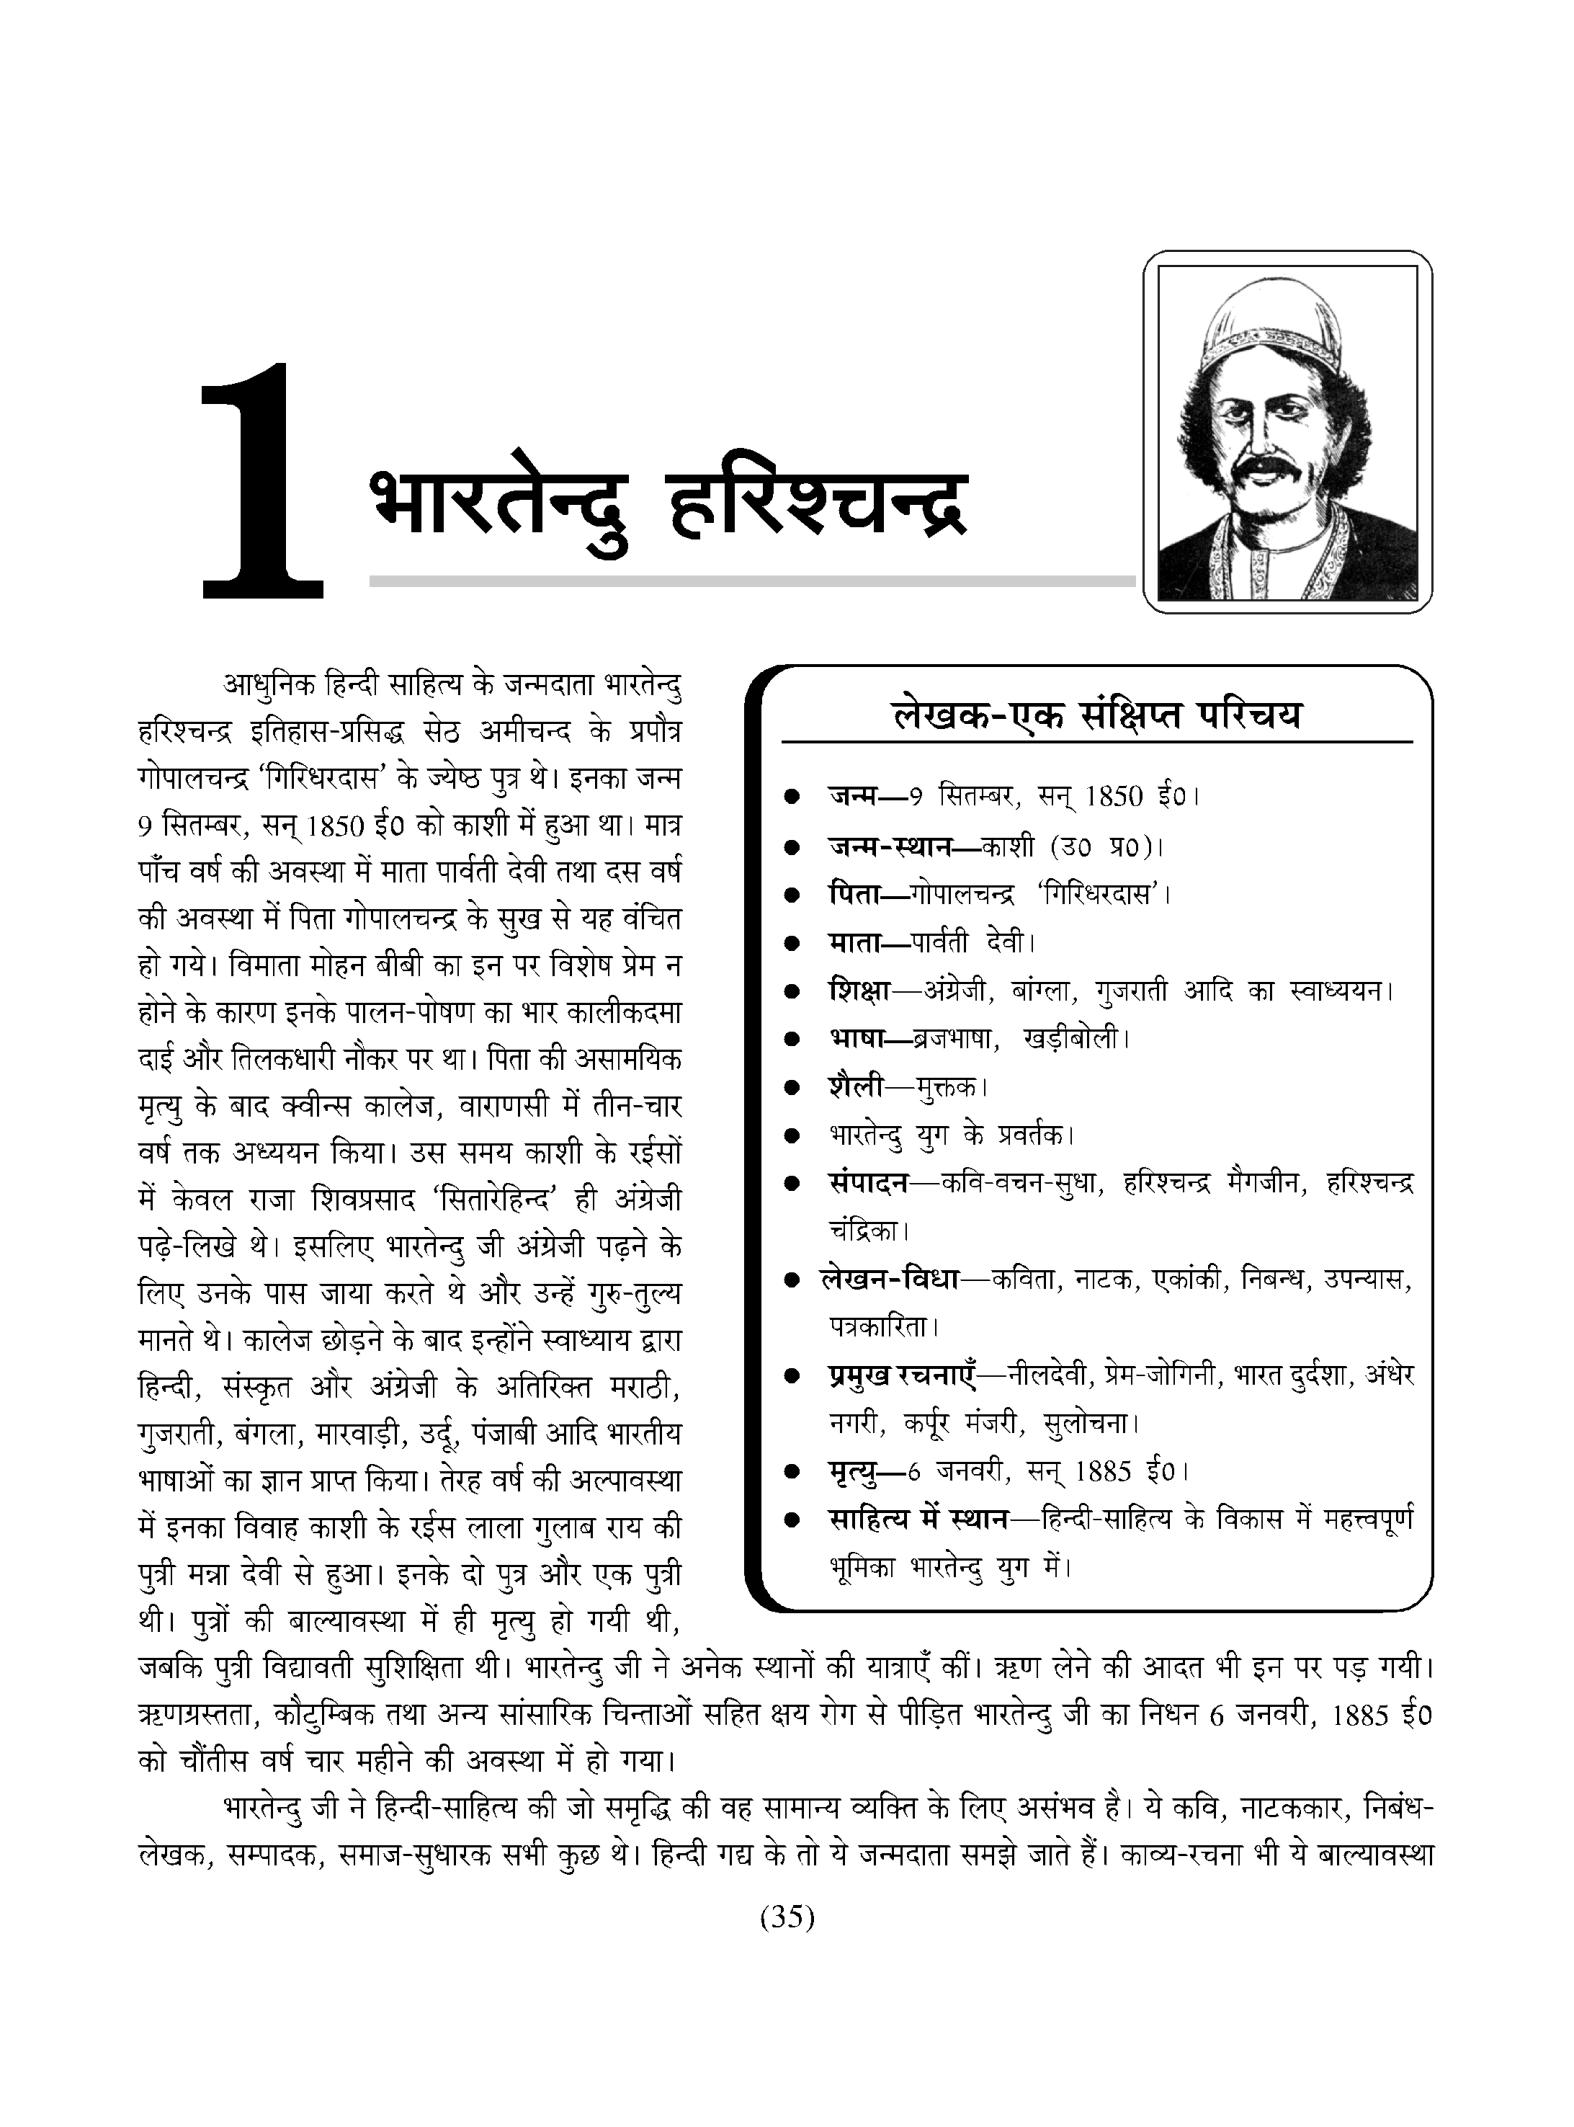 1
भारतेन्दु हरिश्चन्द्र
आधुनिक हिन्दी साहित्य के जन्मदाता भारतेन्दु
हरिश्चन्द्र इतिहास-प्रसिद्ध सेठ अमीचन्द के प्रपौत्र
गोपालचन्द्र ‘गिरिधरदास’ के ज्येष्ठ पुत्र थे। इनका जन्म
9 सितम्बर, सन् 1850 ई0 को काशी में हुआ था। मात्र
पाँच वर्ष की अवस्था में माता पार्वती देवी तथा दस वर्ष
की अवस्था में पिता गोपालचन्द्र के सुख से यह वंचित
हो गये। विमाता मोहन बीबी का इन पर विशेष प्रेम न
होने के कारण इनके पालन-पोषण का भार कालीकदमा
दाई और तिलकधारी नौकर पर था। पिता की असामयिक
मृत्यु के बाद क्वीन्स कालेज, वाराणसी में तीन-चार
वर्ष तक अध्ययन किया। उस समय काशी के रईसों
में केवल राजा शिवप्रसाद ‘सितारेहिन्द’ ही अंग्रेजी
पढ़े-लिखे थे। इसलिए भारतेन्दु जी अंग्रेजी पढ़ने के
लिए उनके पास जाया करते थे और उन्हें गुरु-तुल्य
मानते थे। कालेज छोड़ने के बाद इन्होंने स्वाध्याय द्वारा
हिन्दी, संस्कृत और अंग्रेजी के अतिरिक्त मराठी,
गुजराती, बंगला, मारवाड़ी, उर्दू, पंजाबी आदि भारतीय
भाषाओं का ज्ञान प्राप्त किया। तेरह वर्ष की अल्पावस्था
में इनका विवाह काशी के रईस लाला गुलाब राय की
पुत्री मन्ना देवी से हुआ। इनके दो पुत्र और एक पुत्री
थी। पुत्रों की बाल्यावस्था में ही मृत्यु हो गयी थी,
जबकि पुत्री विद्यावती सुशिक्षिता थी। भारतेन्दु जी ने अनेक स्थानों की यात्राएँ कीं। ऋण लेने की आदत भी इन पर पड़ गयी।
ऋणग्रस्तता, कौटुम्बिक तथा अन्य सांसारिक चिन्ताओं सहित क्षय रोग से पीड़ित भारतेन्दु जी का निधन 6 जनवरी, 1885 ई0
को चौंतीस वर्ष चार महीने की अवस्था में हो गया।
भारतेन्दु जी ने हिन्दी-साहित्य की जो समृद्धि की वह सामान्य व्यक्ति के लिए असंभव है। ये कवि, नाटककार, निबंध-
लेखक, सम्पादक, समाज-सुधारक सभी कुछ थे। हिन्दी गद्य के तो ये जन्मदाता समझे जाते हैं। काव्य-रचना भी ये बाल्यावस्था
लेखक-एक संक्षिप्त परिचय
● जन्म—9 सितम्बर, सन् 1850 ई0।
● जन्म-स्थान—काशी (उ0 प्र0)।
● पिता—गोपालचन्द्र ‘गिरिधरदास’।
● माता—पार्वती देवी।
● शिक्षा—अंग्रेजी, बांग्ला, गुजराती आदि का स्वाध्ययन।
● भाषा—ब्रजभाषा, खड़ीबोली।
● शैली—मुक्तक।
● भारतेन्दु युग के प्रवर्तक।
● संपादन—कवि-वचन-सुधा, हरिश्चन्द्र मैगजीन, हरिश्चन्द्र
चंद्रिका।
● लेखन-विधा—कविता, नाटक, एकांकी, निबन्ध, उपन्यास,
पत्रकारिता।
● प्रमुख रचनाएँ—नीलदेवी, प्रेम-जोगिनी, भारत दुर्दशा, अंधेर
नगरी, कर्पूर मंजरी, सुलोचना।
● मृत्यु—6 जनवरी, सन् 1885 ई0।
● साहित्य में स्थान—हिन्दी-साहित्य के विकास में महत्त्वपूर्ण
भूमिका भारतेन्दु युग में।
(35)